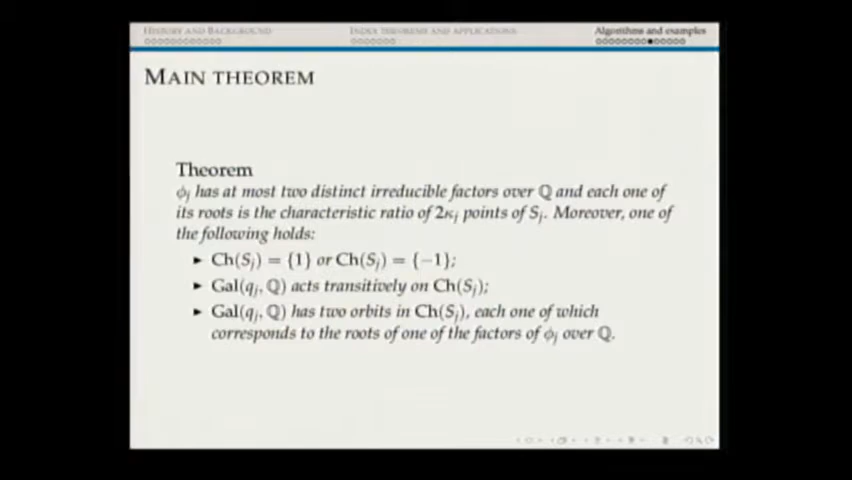 HISTORY AND BACKGROUND INDEX THEOREMS AND APPLICATIONS Algorithms and examples
MAIN THEOREM
Theorem
ϕⱼ has at most two distinct irreducible factors over ℚ and each one of
its roots is the characteristic ratio of 2κⱼ points of Sⱼ. Moreover, one of
the following holds:
▸ Ch(Sⱼ) = {1} or Ch(Sⱼ) = {−1};
▸ Gal(qⱼ, ℚ) acts transitively on Ch(Sⱼ);
▸ Gal(qⱼ, ℚ) has two orbits in Ch(Sⱼ), each one of which
corresponds to the roots of one of the factors of ϕⱼ over ℚ.